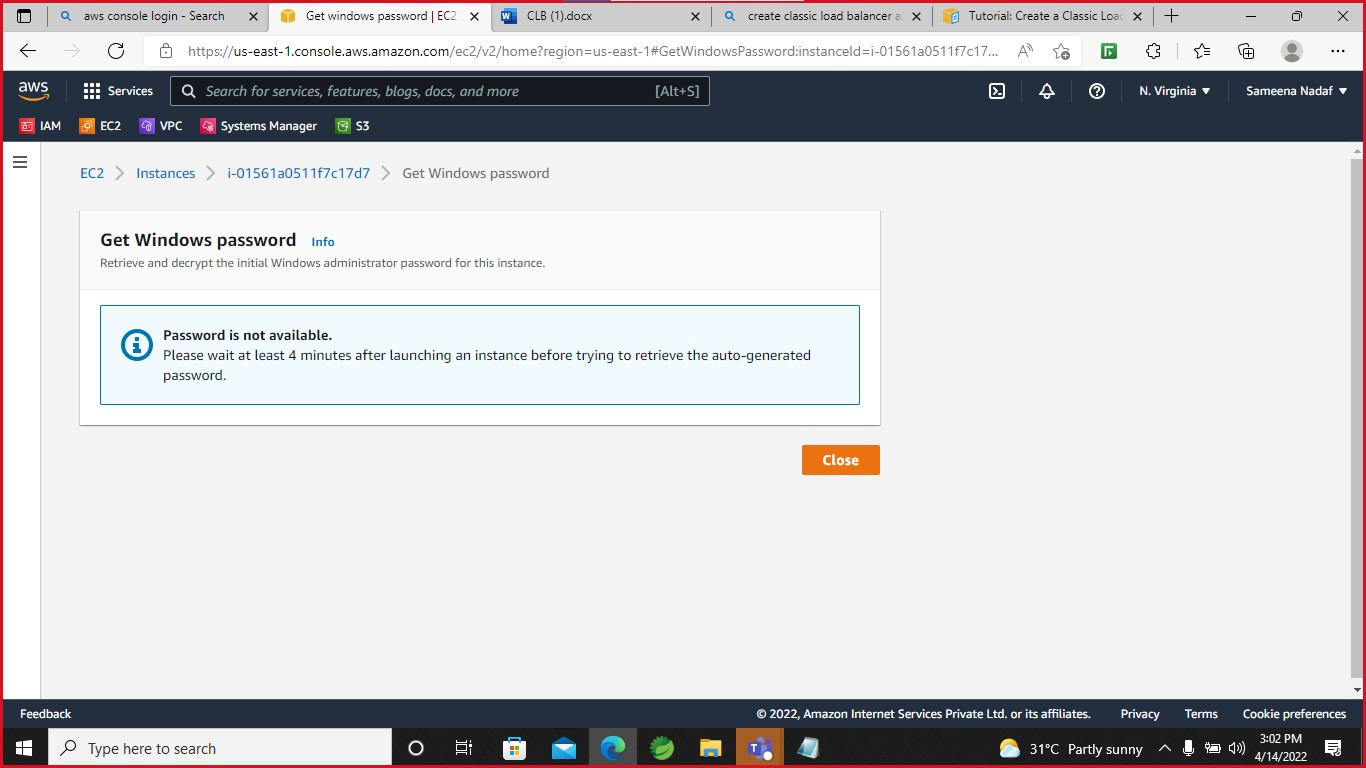 aws console login - Search
Get windows password | EC2
CLB (1).docx
create classic load balancer a
Tutorial: Create a Classic Load
https://us-east-1.console.aws.amazon.com/ec2/v2/home?region=us-east-1#GetWindowsPassword:instanceId=i-01561a0511f7c17...
aws
Services
Search for services, features, blogs, docs, and more
[Alt+S]
N. Virginia
Sameena Nadaf
IAM
EC2
VPC
Systems Manager
S3
EC2
Instances
i-01561a0511f7c17d7
Get Windows password
Get Windows password
Info
Retrieve and decrypt the initial Windows administrator password for this instance.
Password is not available.
Please wait at least 4 minutes after launching an instance before trying to retrieve the auto-generated
password.
Close
Feedback
© 2022, Amazon Internet Services Private Ltd. or its affiliates.
Privacy
Terms
Cookie preferences
Type here to search
31°C Partly sunny
3:02 PM
4/14/2022